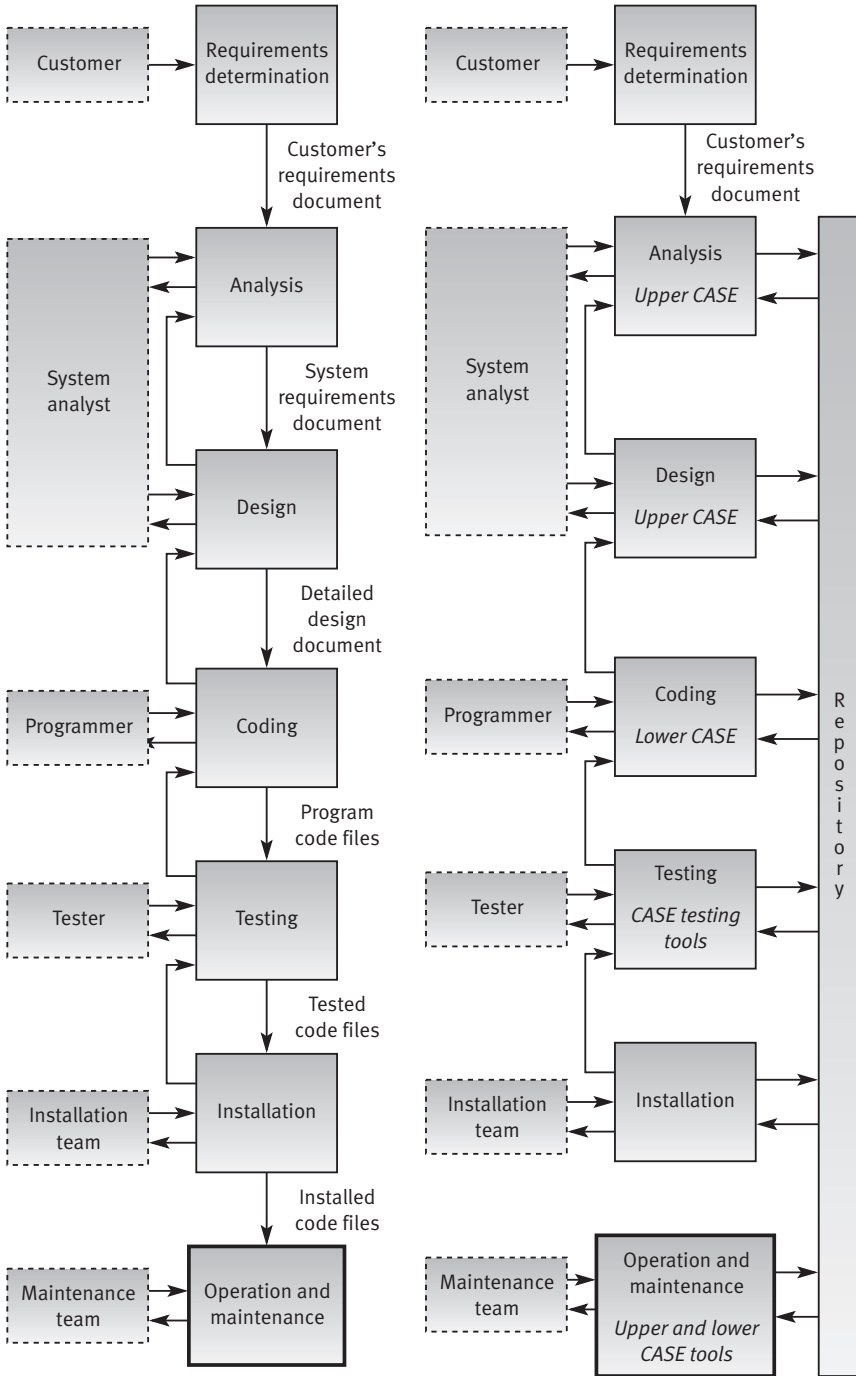 Customer
Requirements
determination
Customer's
requirements
document
Analysis
System
analyst
System
requirements
document
Design
Detailed
design
document
Programmer
Coding
Program
code files
Tester
Testing
Tested
code files
Installation
team
Installation
Installed
code files
Maintenance
team
Operation and
maintenance
Customer
Requirements
determination
Customer's
requirements
document
Analysis
Upper CASE
System
analyst
Design
Upper CASE
Programmer
Coding
Lower CASE
Tester
Testing
CASE testing
tools
Installation
team
Installation
Maintenance
team
Operation and
maintenance
Upper and lower
CASE tools
Repository